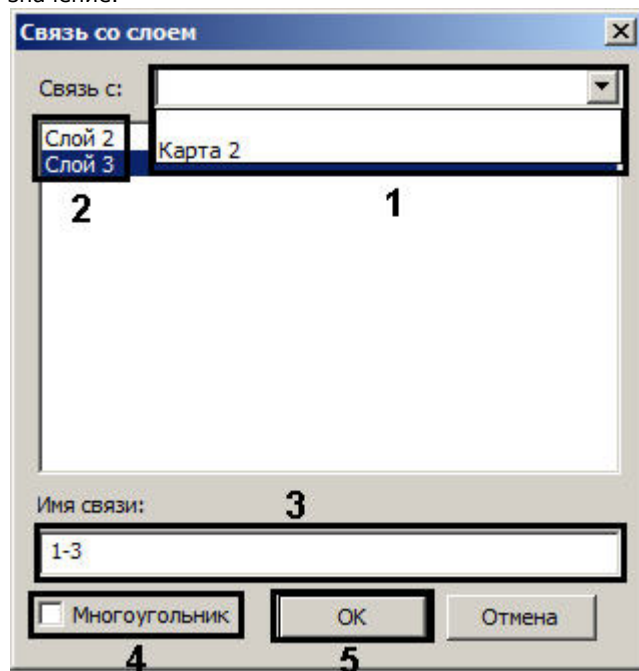 значение.
Связь со слоем
Связь с:
Слой 2
Карта 2
Слой 3
2
1
Имя связи:
3
1-3
Многоугольник
OK
Отмена
4
5